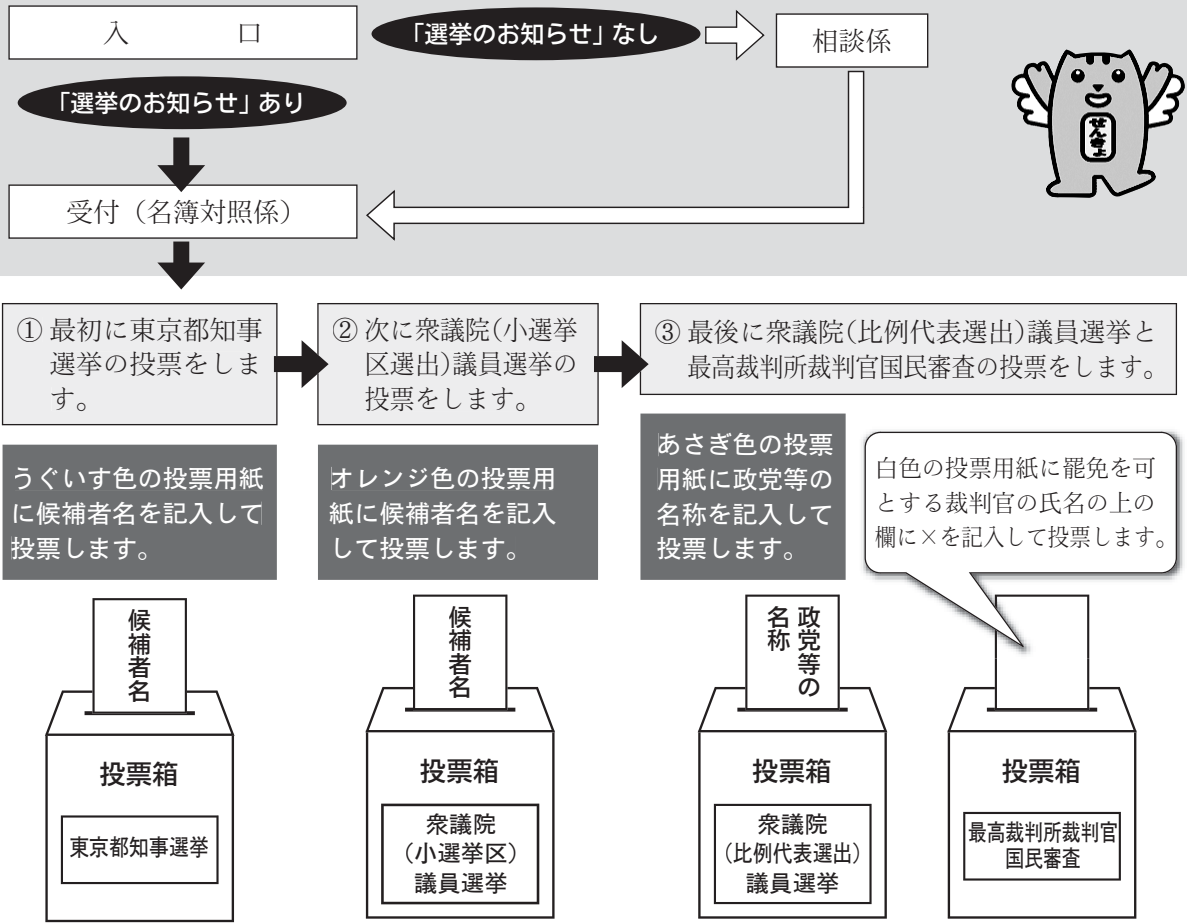 入　　口
「選挙のお知らせ」なし
相談係
「選挙のお知らせ」あり
せんきょ
受付（名簿対照係）
① 最初に東京都知事
選挙の投票をしま
す。
② 次に衆議院(小選挙
区選出)議員選挙の
投票をします。
③ 最後に衆議院(比例代表選出)議員選挙と
最高裁判所裁判官国民審査の投票をします。
うぐいす色の投票用紙
に候補者名を記入して
投票します。
オレンジ色の投票用
紙に候補者名を記入
して投票します。
あさぎ色の投票
用紙に政党等の
名称を記入して
投票します。
白色の投票用紙に罷免を可
とする裁判官の氏名の上の
欄に×を記入して投票します。
候補者名
候補者名
政党等の
名称
投票箱
東京都知事選挙
投票箱
衆議院
（小選挙区）
議員選挙
投票箱
衆議院
（比例代表選出）
議員選挙
投票箱
最高裁判所裁判官
国民審査